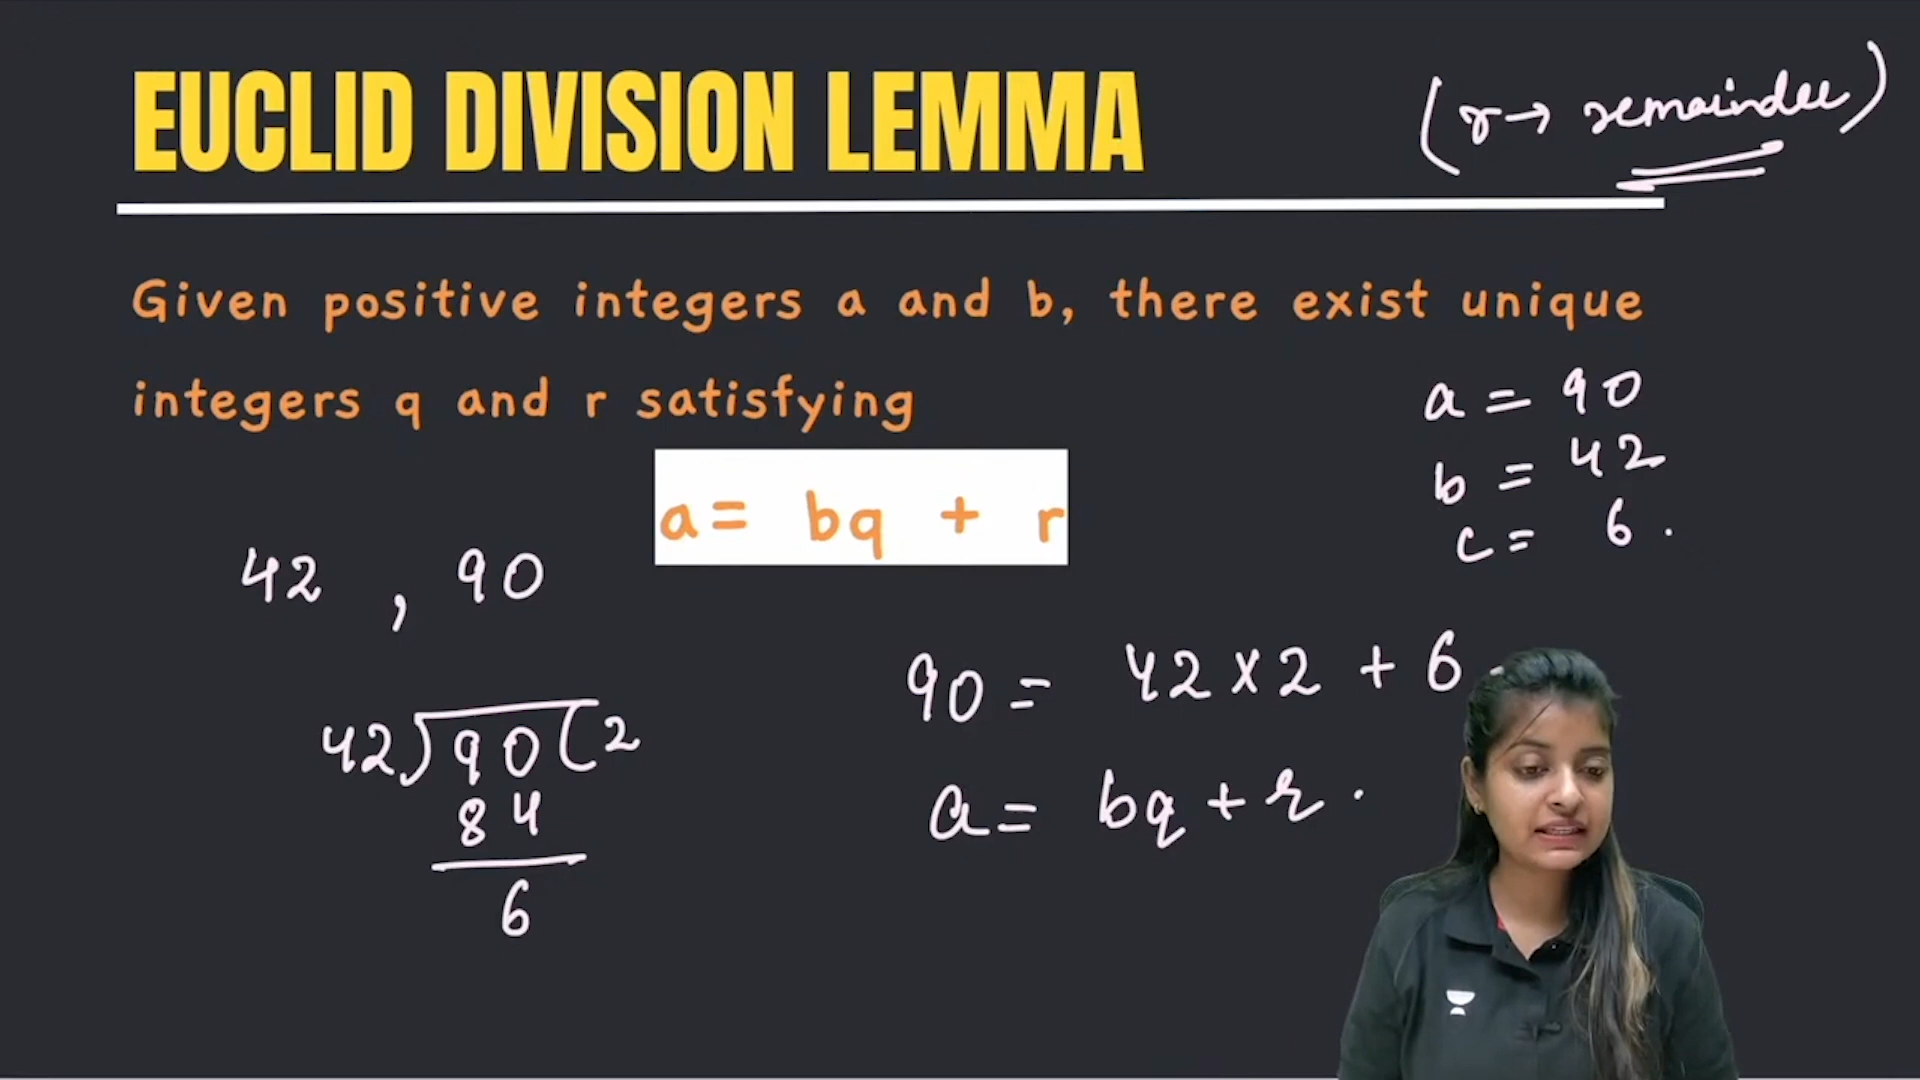 EUCLID DIVISION LEMMA
(r→ remainder)
Given positive integers a and b, there exist unique
integers q and r satisfying
a = 90
b = 42
c = 6.
a= bq + r
42 , 90
90 = 42×2 + 6.
42)90(2
84
6
a = bq + r.